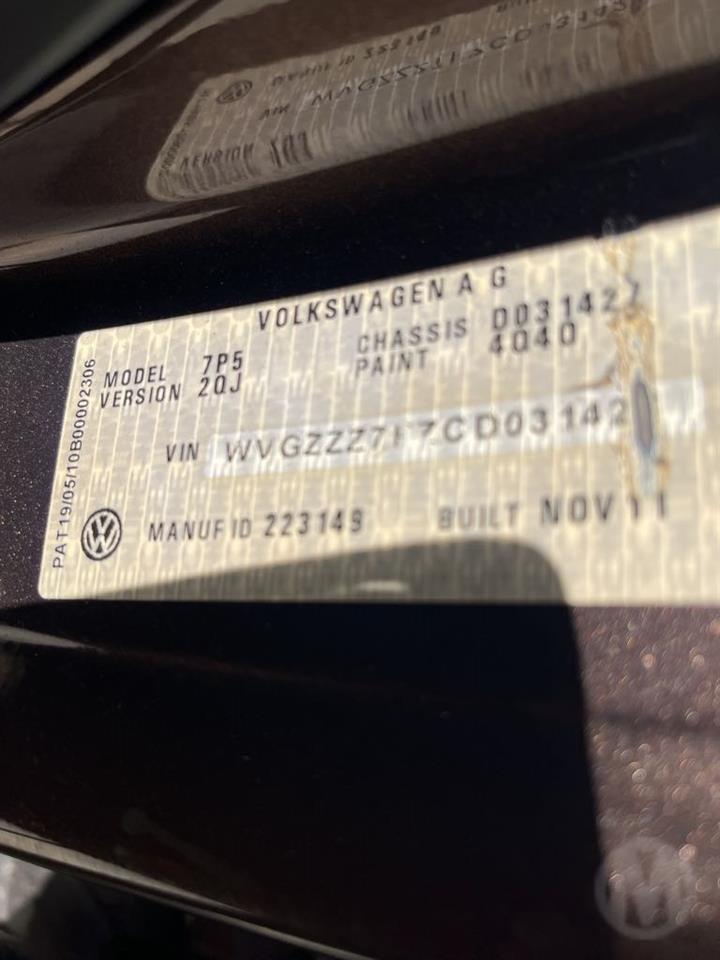 VOLKSWAGEN A G
MODEL 7P5 CHASSIS D031427
VERSION 2QJ PAINT 4040
VIN WVGZZZ7PZCD03142
MANUF ID 223149 BUILT NOV 11
PAT19/05/10B00002306